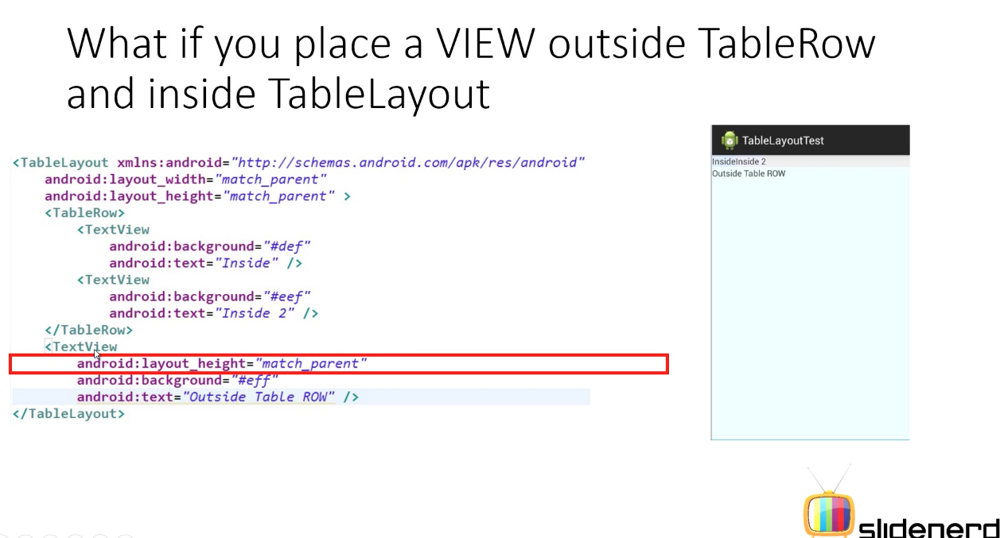 What if you place a VIEW outside TableRow
and inside TableLayout
<TableLayout xmlns:android="http://schemas.android.com/apk/res/android"
android:layout_width="match_parent"
android:layout_height="match_parent" >
<TableRow>
<TextView
android:background="#def"
android:text="Inside" />
<TextView
android:background="#eef"
android:text="Inside 2" />
</TableRow>
<TextView
android:layout_height="match_parent"
android:background="#eff"
android:text="Outside Table ROW" />
</TableLayout>
TableLayoutTest
InsideInside 2
Outside Table ROW
slidenerd